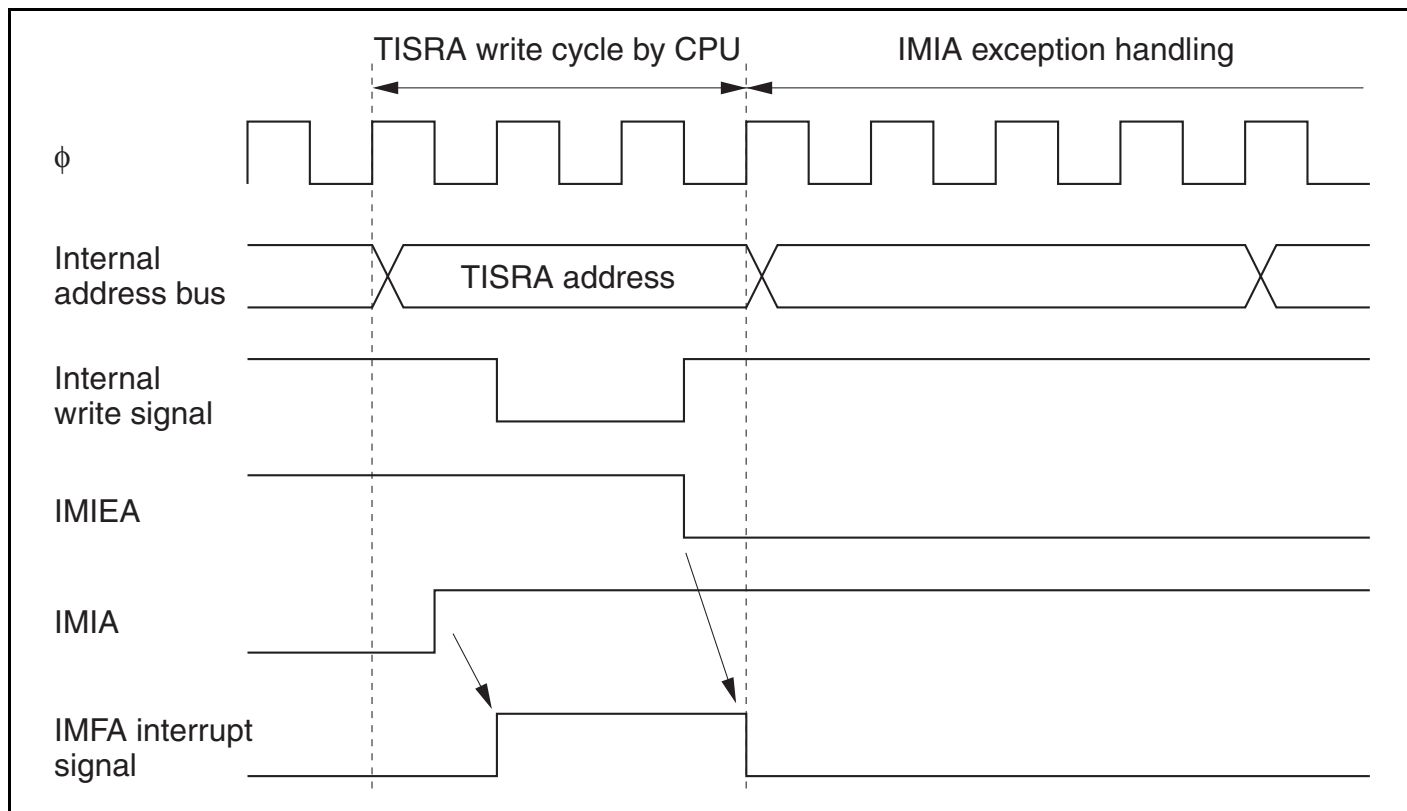 TISRA write cycle by CPU
IMIA exception handling
ϕ
Internal
address bus
TISRA address
Internal
write signal
IMIEA
IMIA
IMFA interrupt
signal